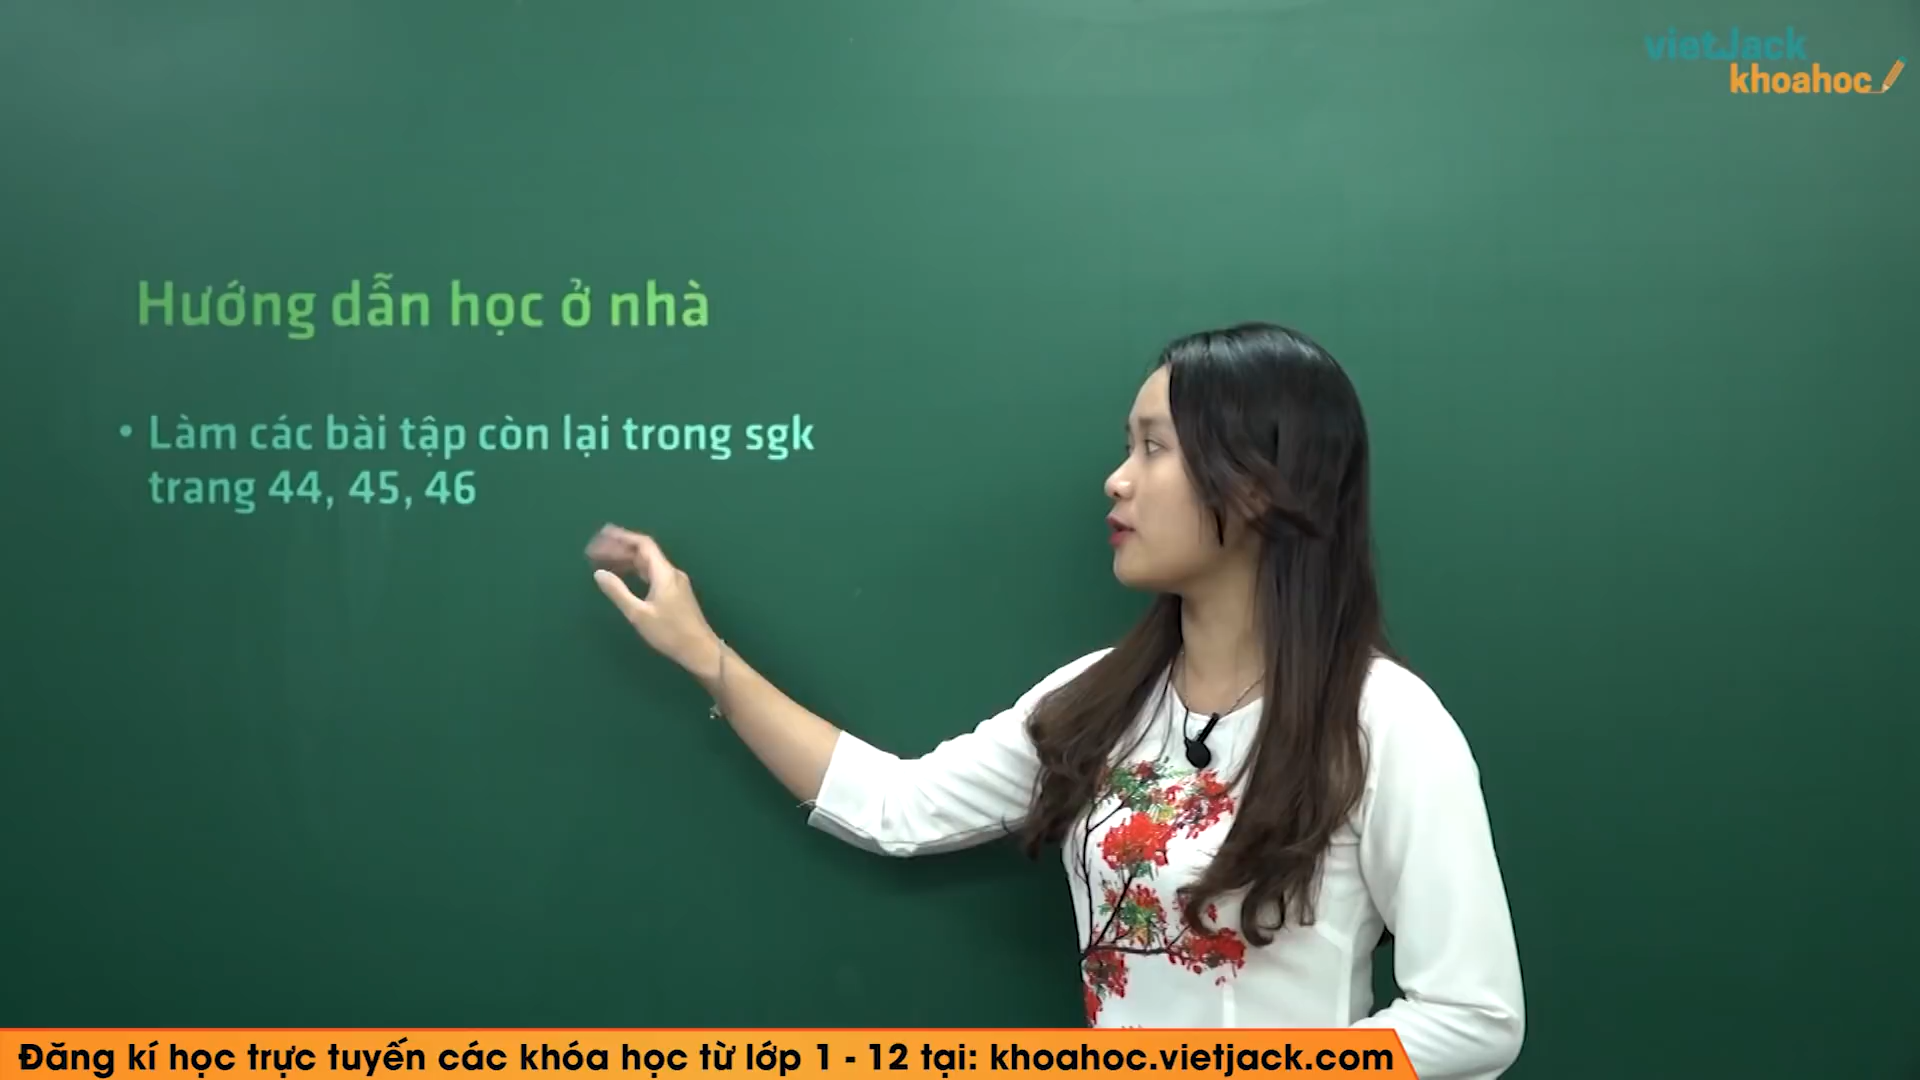 vietJack
khoahoc
Hướng dẫn học ở nhà
• Làm các bài tập còn lại trong sgk
trang 44, 45, 46
Đăng kí học trực tuyến các khóa học từ lớp 1 - 12 tại: khoahoc.vietjack.com